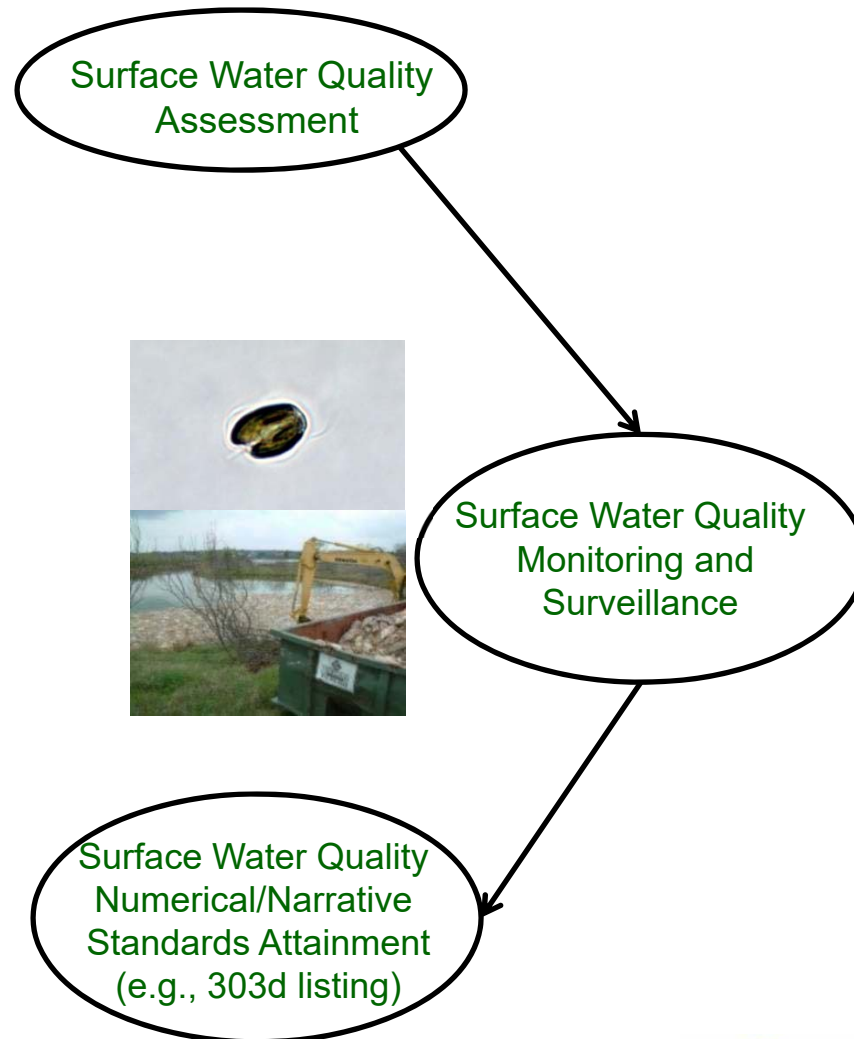 Surface Water Quality
Assessment
Surface Water Quality
Monitoring and
Surveillance
Surface Water Quality
Numerical/Narrative
Standards Attainment
(e.g., 303d listing)